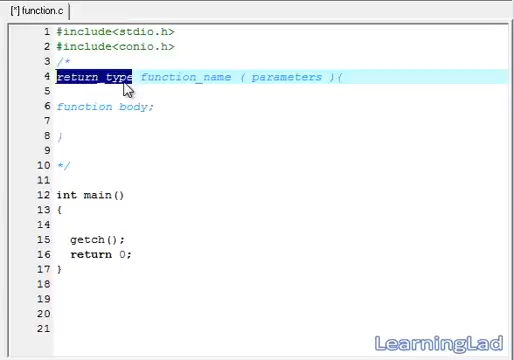 [*] function.c
1 #include<stdio.h>
2 #include<conio.h>
3 /*
4 return_type function_name ( parameters ){
5
6 function body;
7
8 }
9
10 */
11
12 int main()
13 {
14
15 getch();
16 return 0;
17 }
18
19
20
21
LearningLad